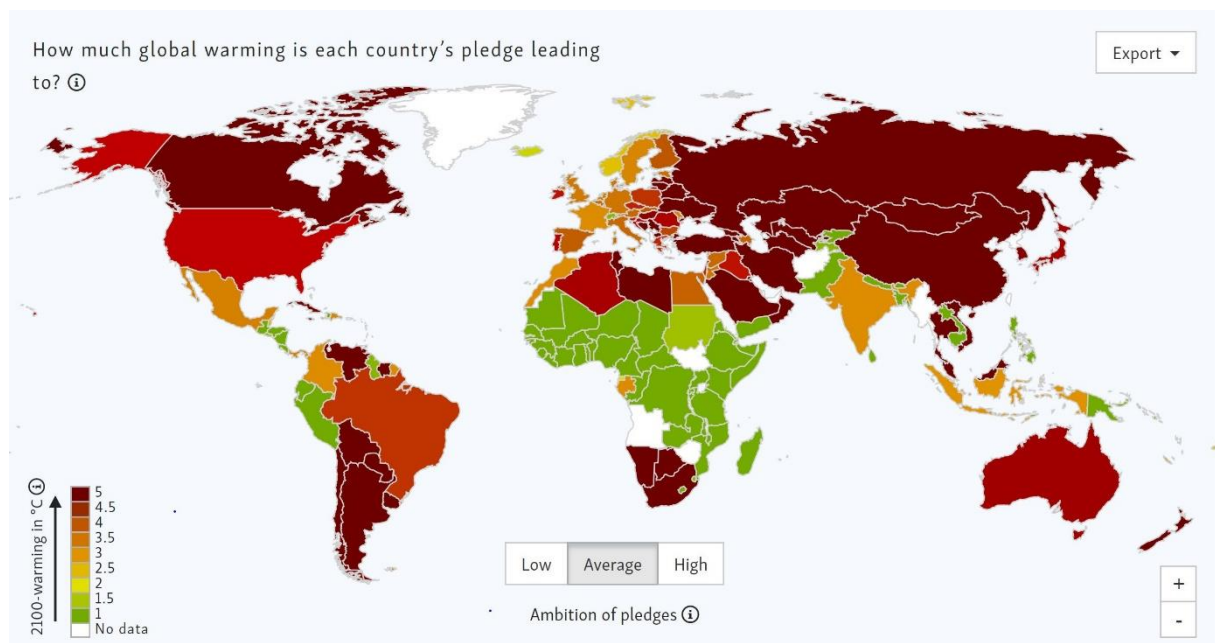 How much global warming is each country's pledge leading
to? ⓘ
Export
2100-warming in °C ⓘ
5
4.5
4
3.5
3
2.5
2
1.5
1
No data
Low
Average
High
Ambition of pledges ⓘ
+
-